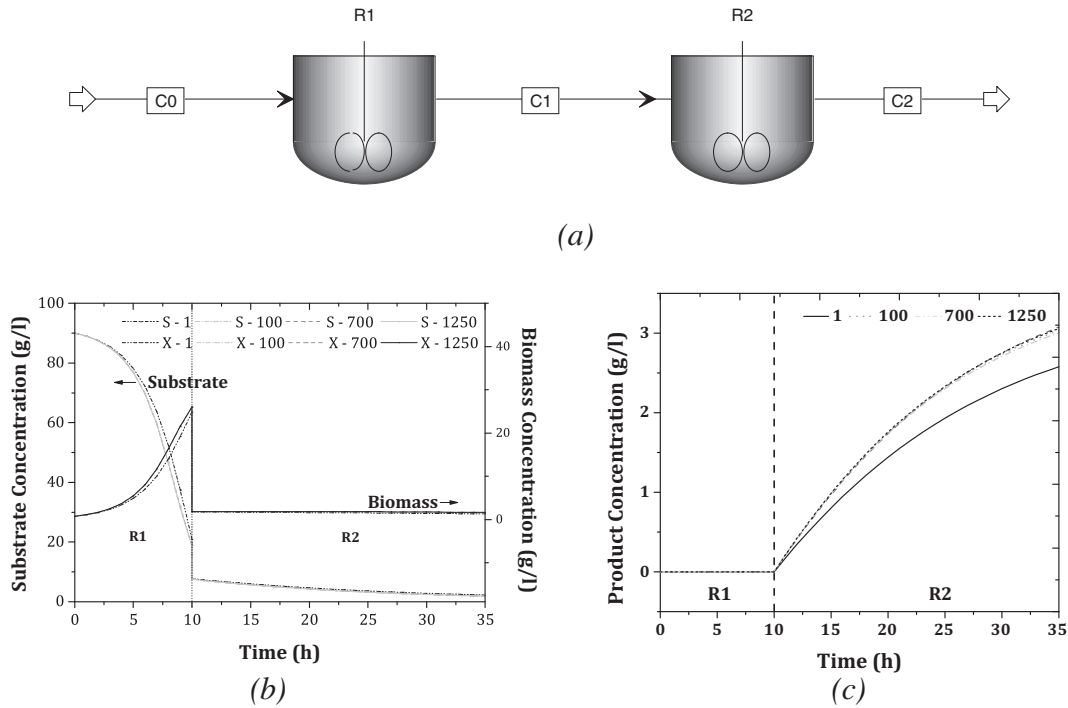 R1 R2
C0 C1 C2
(a)
S - 1 S - 100 S - 700 S - 1250
X - 1 X - 100 X - 700 X - 1250
Substrate
Biomass
R1 R2
Substrate Concentration (g/l)
0 20 40 60 80 100
Biomass Concentration (g/l)
0 20 40
0 5 10 15 20 25 30 35
Time (h)
(b)
1 100 700 1250
Product Concentration (g/l)
0 1 2 3
R1 R2
0 5 10 15 20 25 30 35
Time (h)
(c)